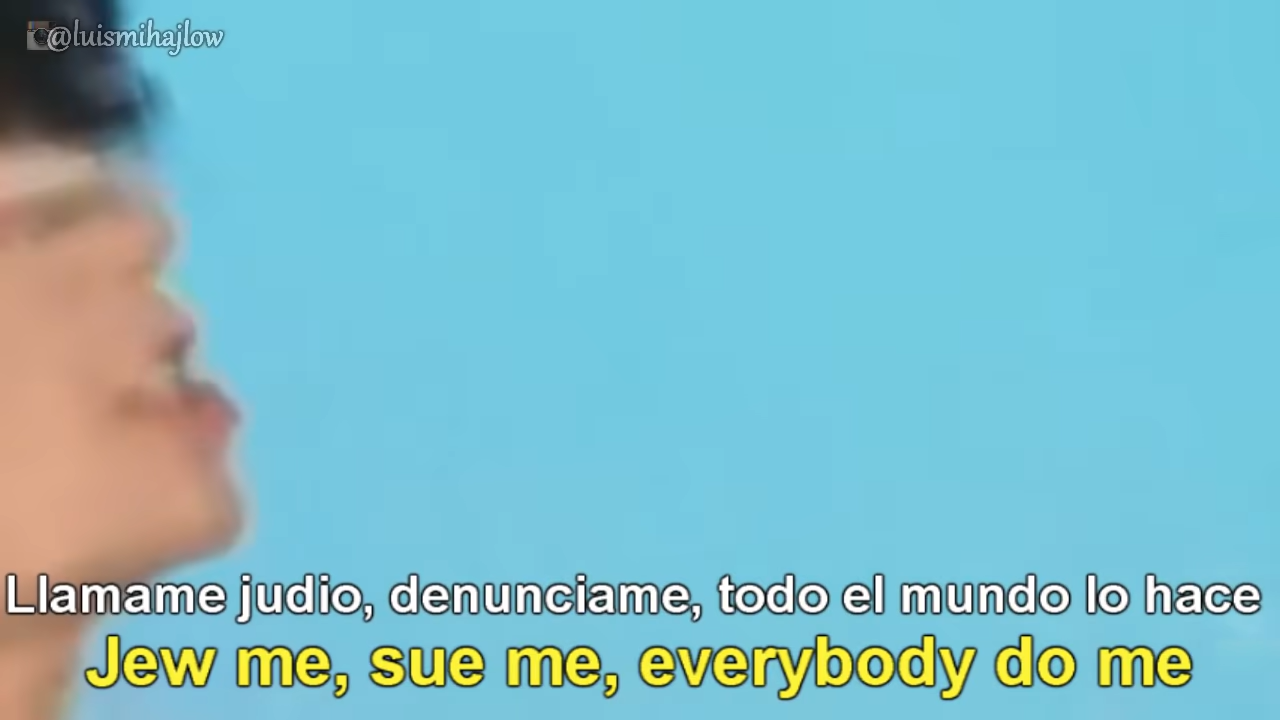 @luismihajlow
Llamame judio, denunciame, todo el mundo lo hace
Jew me, sue me, everybody do me